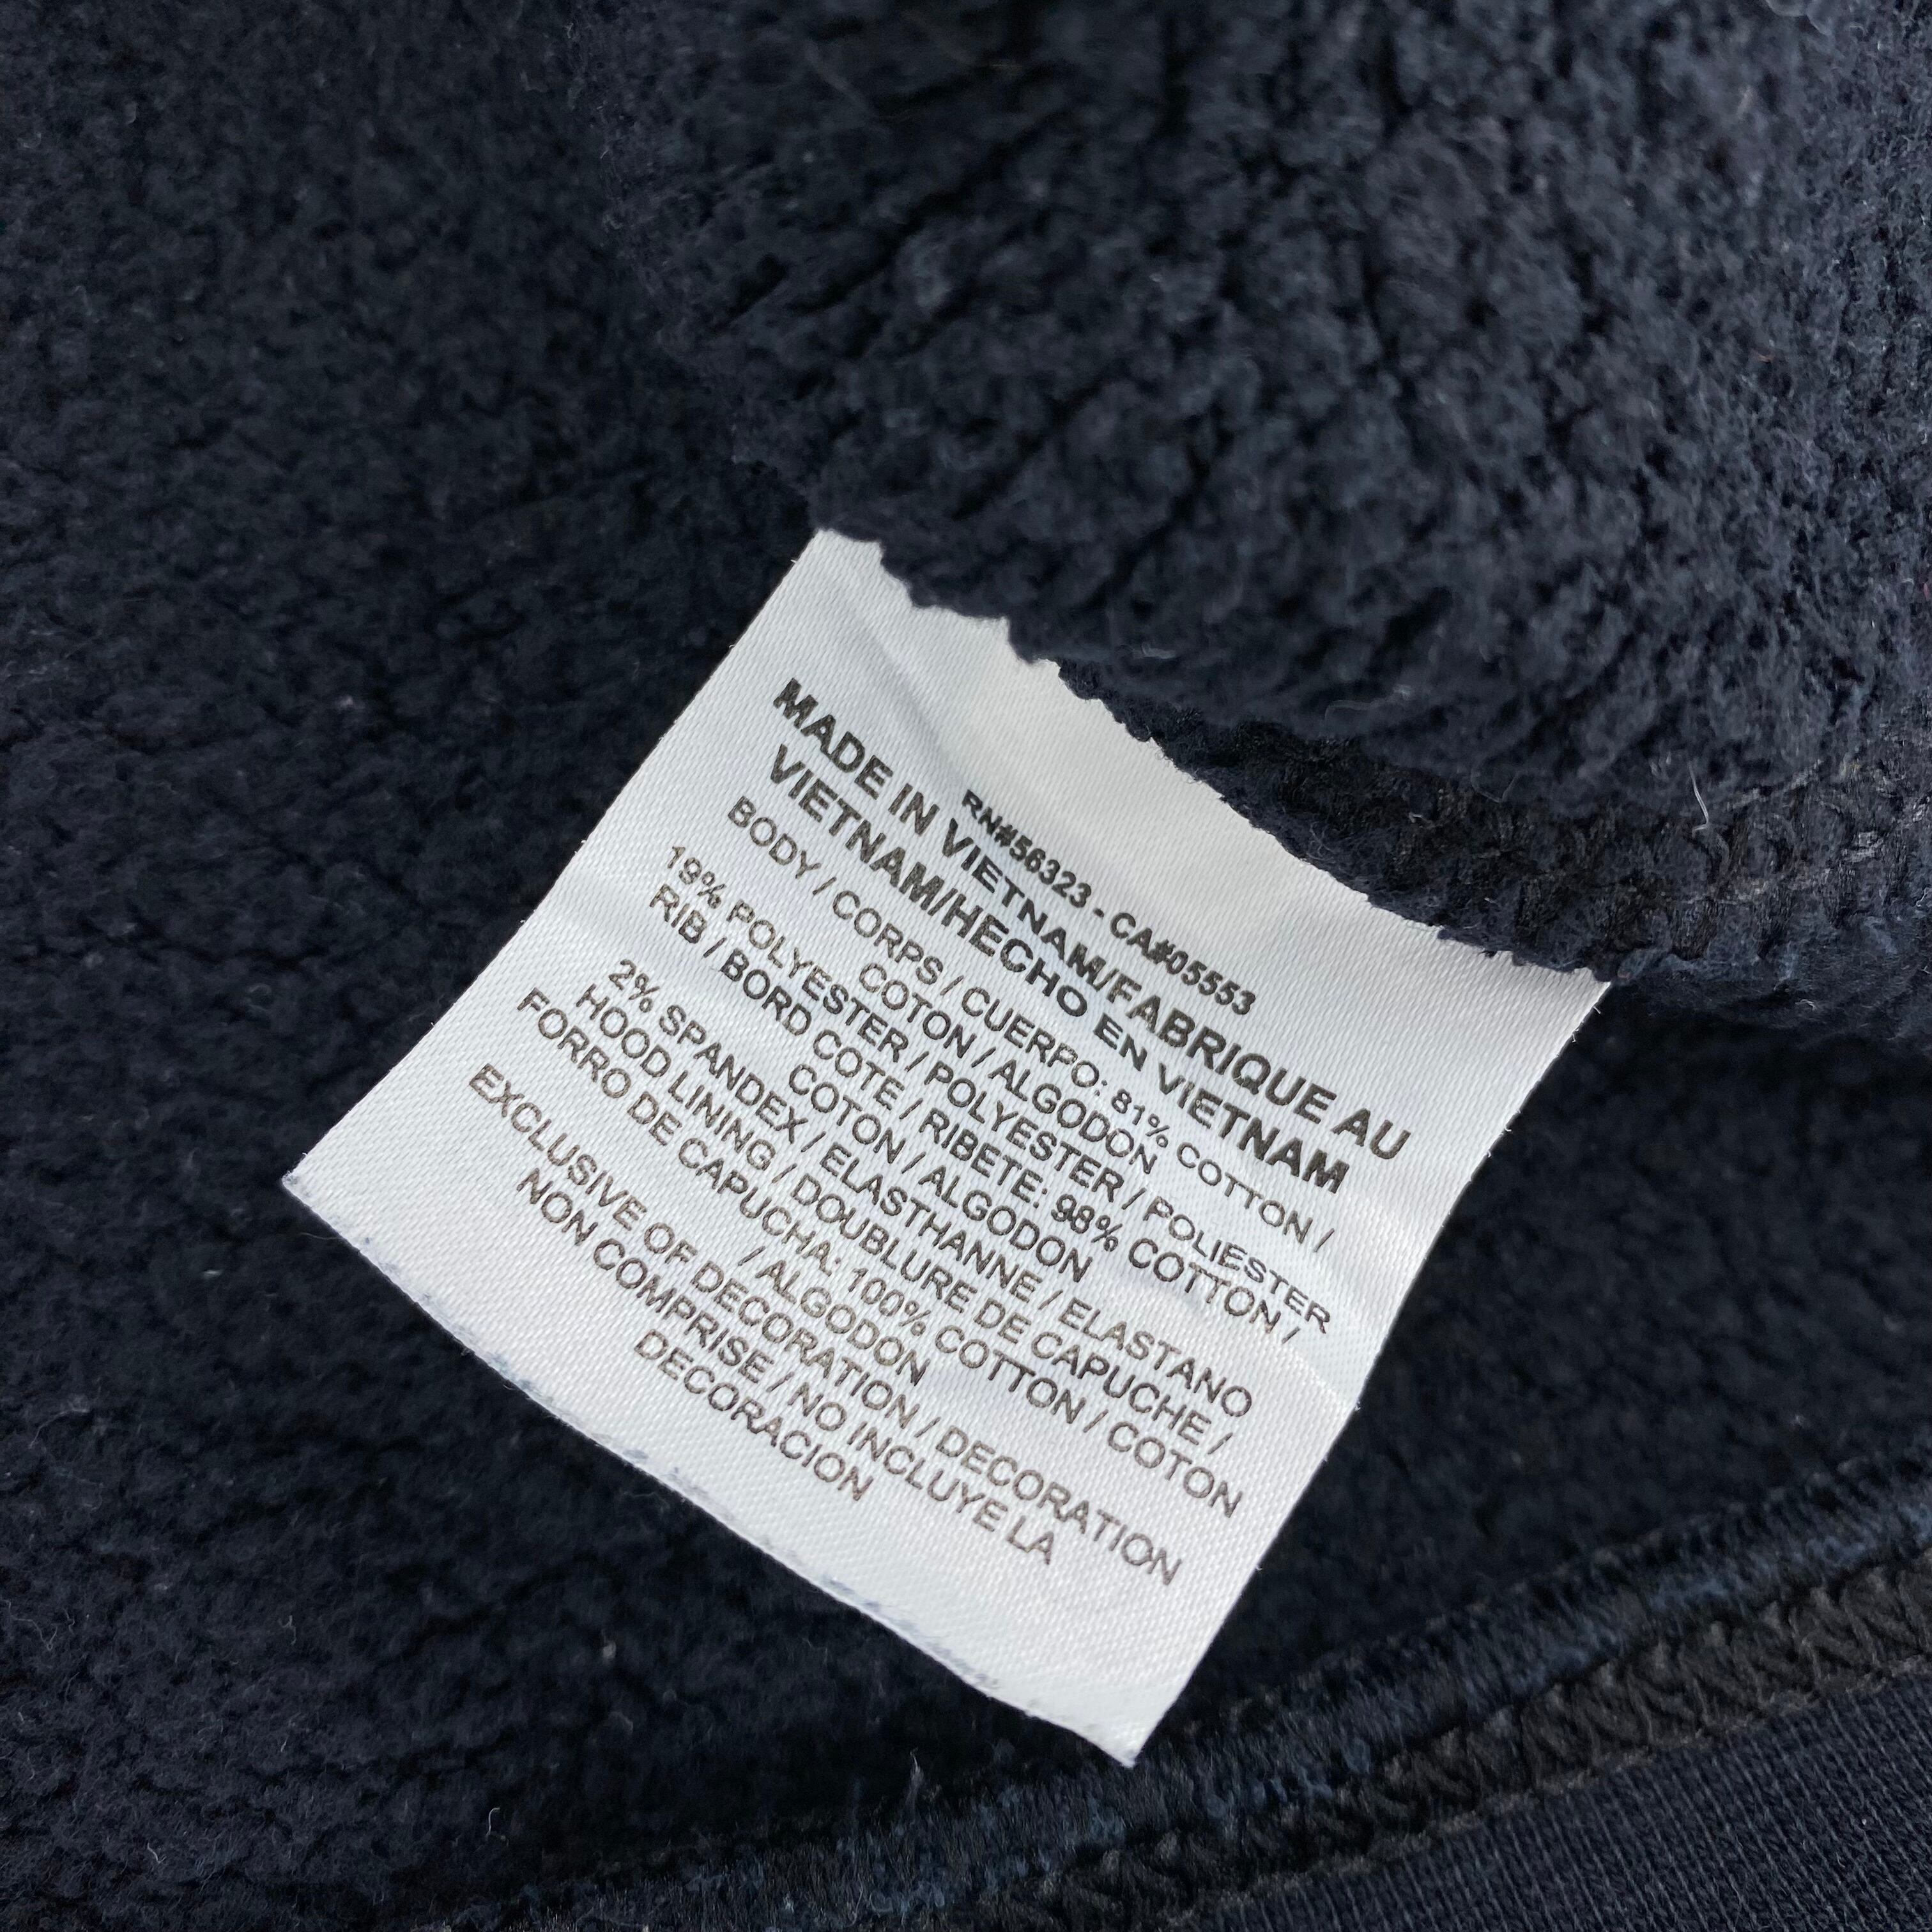 RN#56323 - CA#05553
MADE IN VIETNAM/FABRIQUE AU
VIETNAM/HECHO EN VIETNAM
BODY / CORPS / CUERPO: 81% COTTON /
COTON / ALGODON
19% POLYESTER / POLYESTER / POLIESTER
RIB / BORD COTE / RIBETE: 98% COTTON /
COTON / ALGODON
2% SPANDEX / ELASTHANNE / ELASTANO
HOOD LINING / DOUBLURE DE CAPUCHE /
FORRO DE CAPUCHA: 100% COTTON / COTON
/ ALGODON
EXCLUSIVE OF DECORATION / DECORATION
NON COMPRISE / NO INCLUYE LA
DECORACION